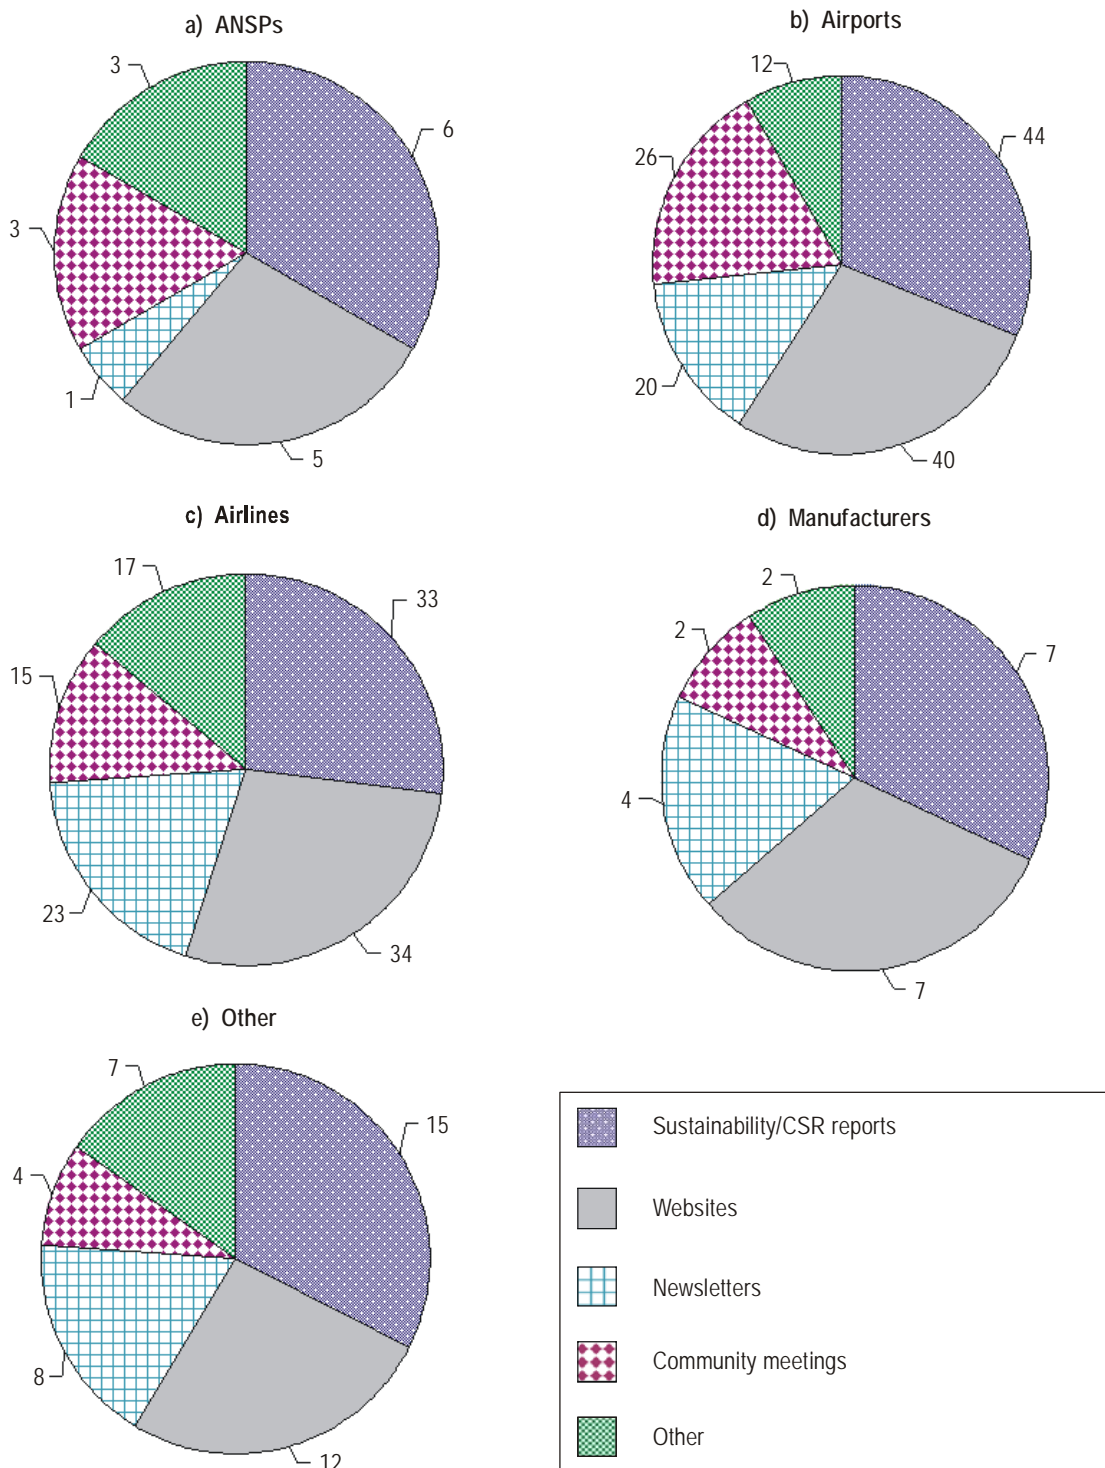 a) ANSPs
3
6
3
1
5
b) Airports
12
44
26
20
40
c) Airlines
17
33
15
23
34
d) Manufacturers
2
7
2
4
7
e) Other
7
15
4
8
12
Sustainability/CSR reports
Websites
Newsletters
Community meetings
Other